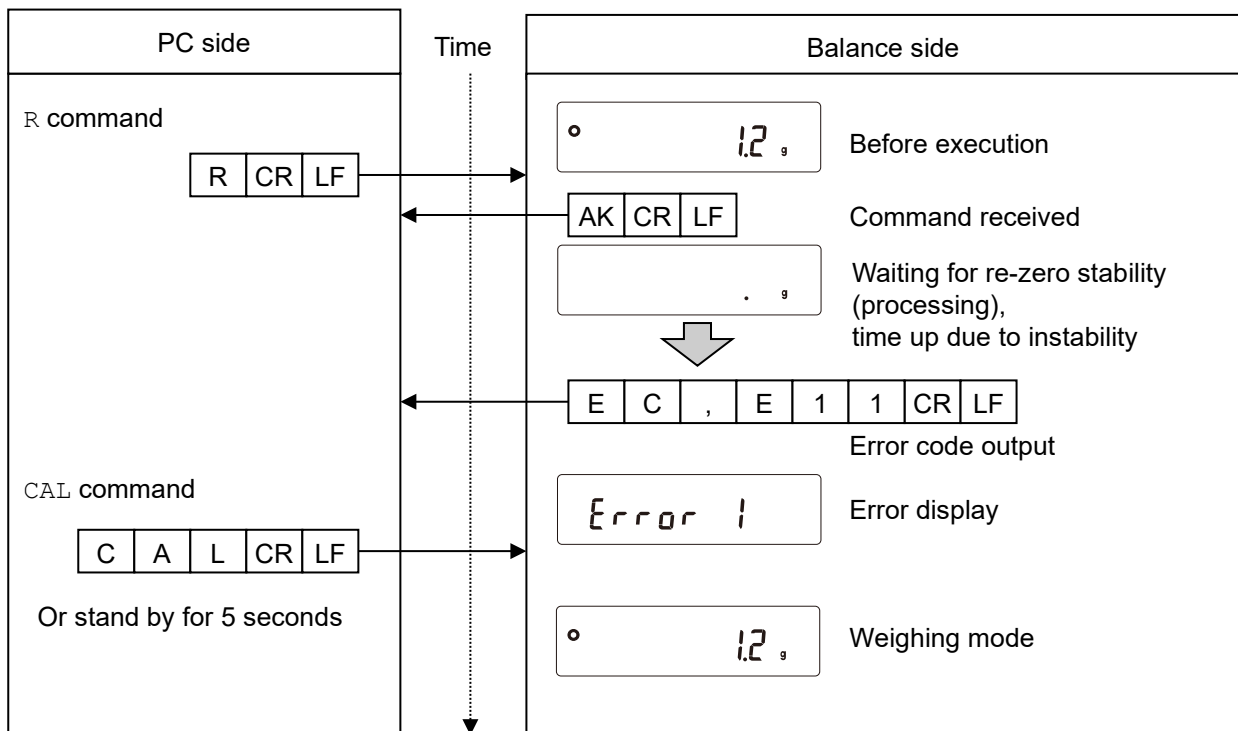 PC side
Time
Balance side
R command
1.2 g
Before execution
R CR LF
AK CR LF
Command received
. g
Waiting for re-zero stability
(processing),
time up due to instability
E C , E 1 1 CR LF
Error code output
CAL command
Error 1
Error display
C A L CR LF
Or stand by for 5 seconds
1.2 g
Weighing mode